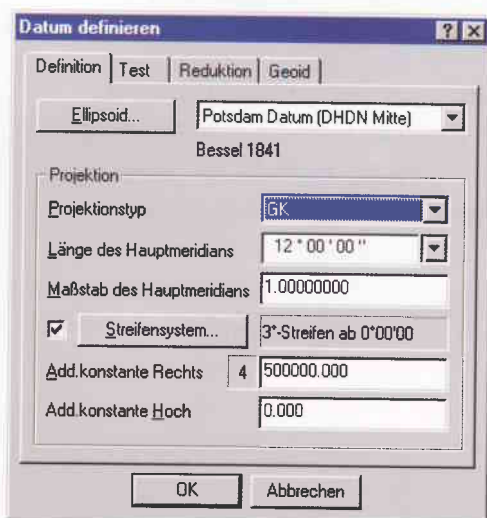 Datum definieren
Definition Test Reduktion Geoid
Ellipsoid... Potsdam Datum (DHDN Mitte)
Bessel 1841
Projektion
Projektionstyp GK
Länge des Hauptmeridians 12 ° 00 ' 00 "
Maßstab des Hauptmeridians 1.00000000
Streifensystem... 3°-Streifen ab 0°00'00
Add.konstante Rechts 4 500000.000
Add.konstante Hoch 0.000
OK Abbrechen